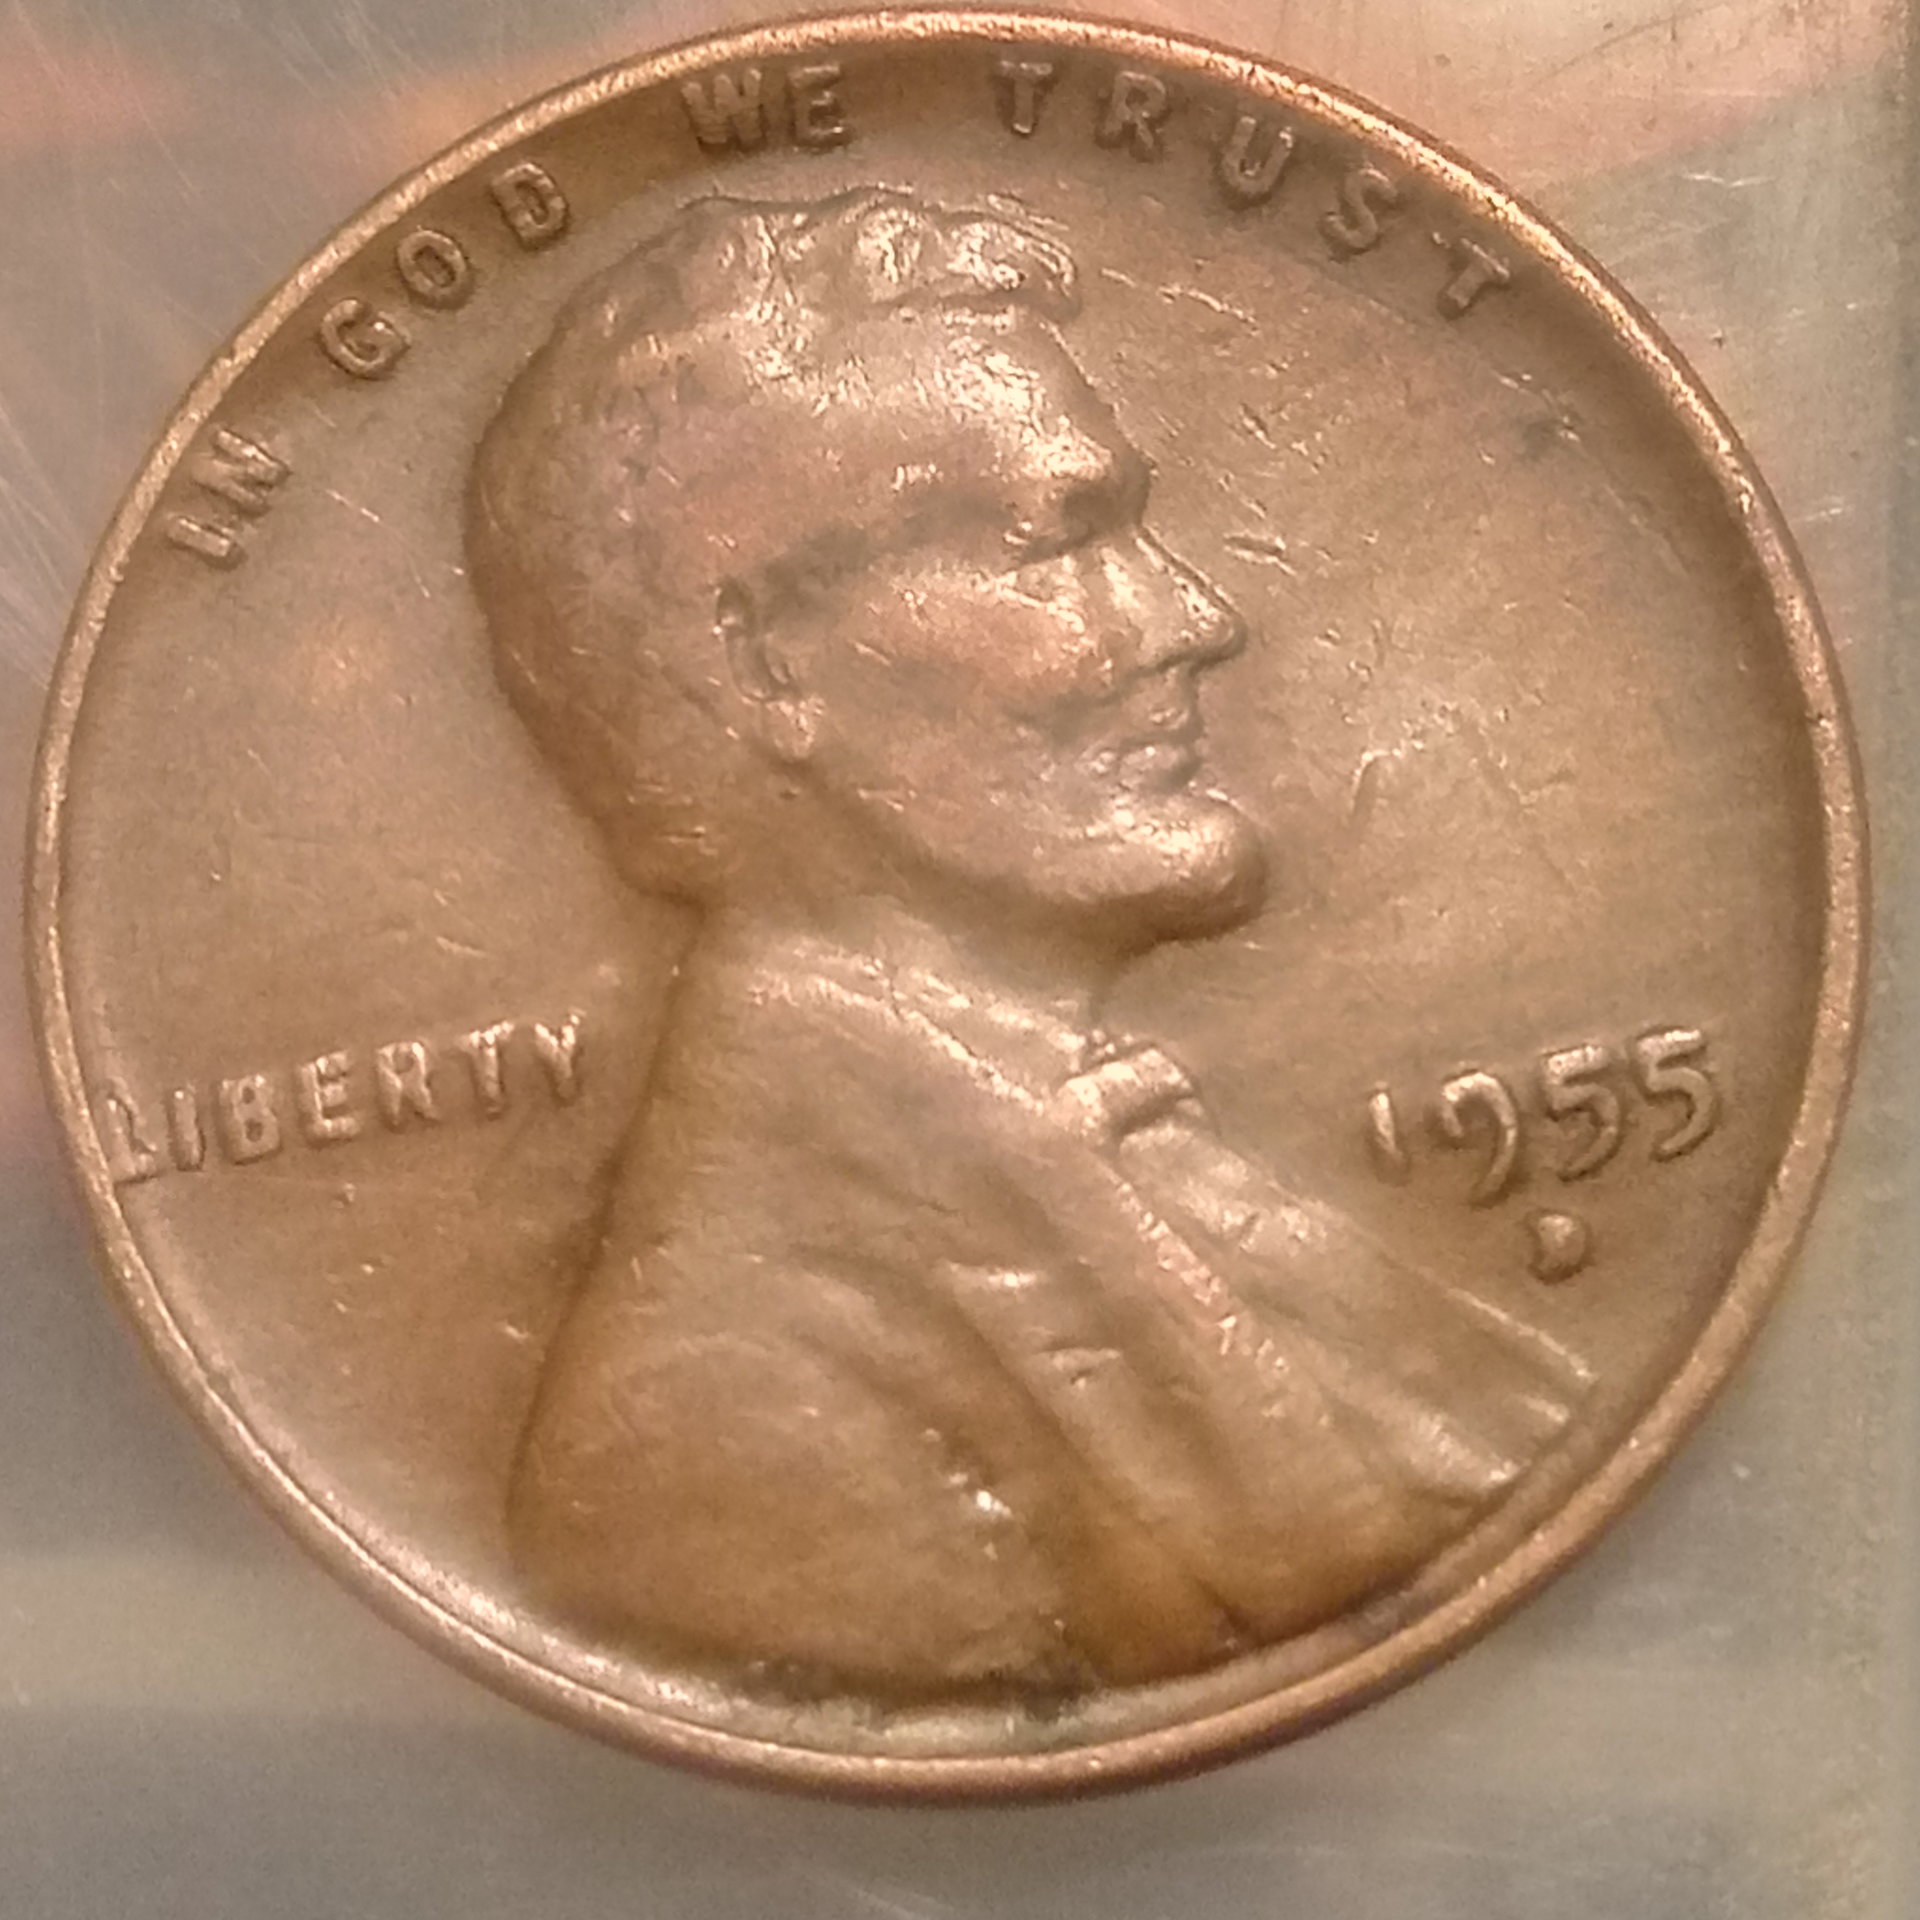 IN GOD WE TRUST
LIBERTY
1955
D